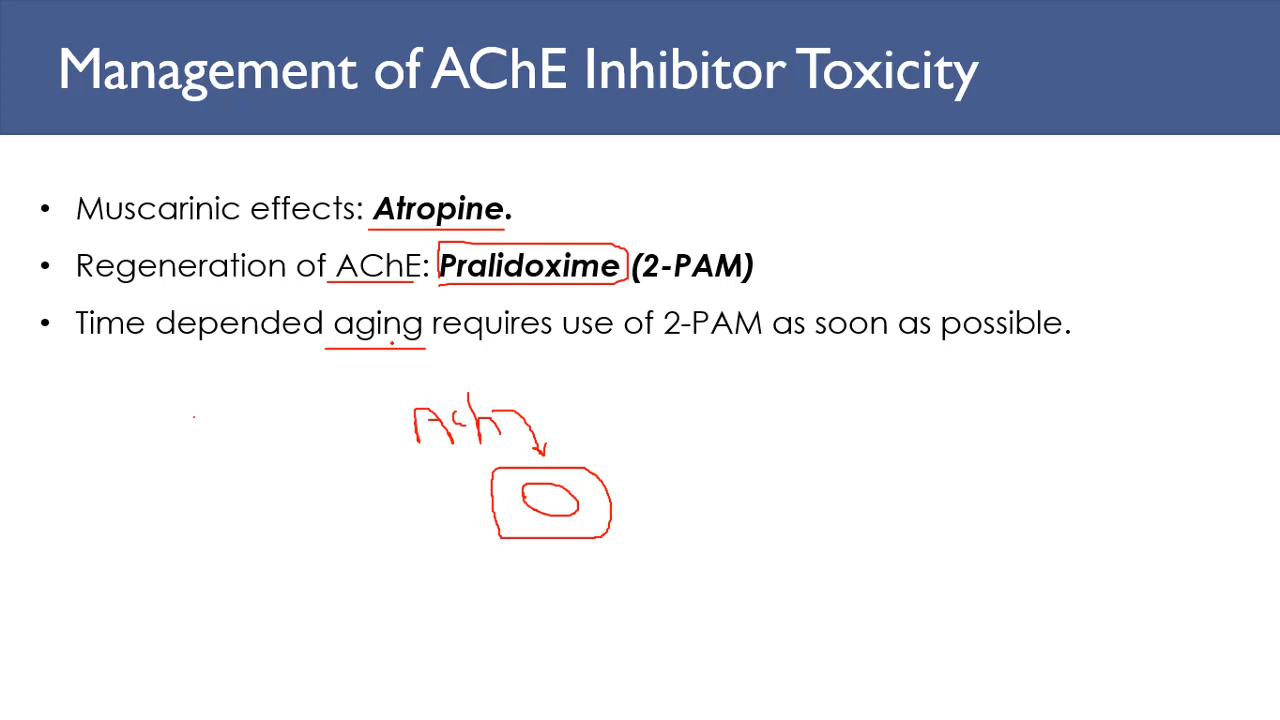 Management of AChE Inhibitor Toxicity
• Muscarinic effects: Atropine.
• Regeneration of AChE: Pralidoxime (2-PAM)
• Time depended aging requires use of 2-PAM as soon as possible.
Ach